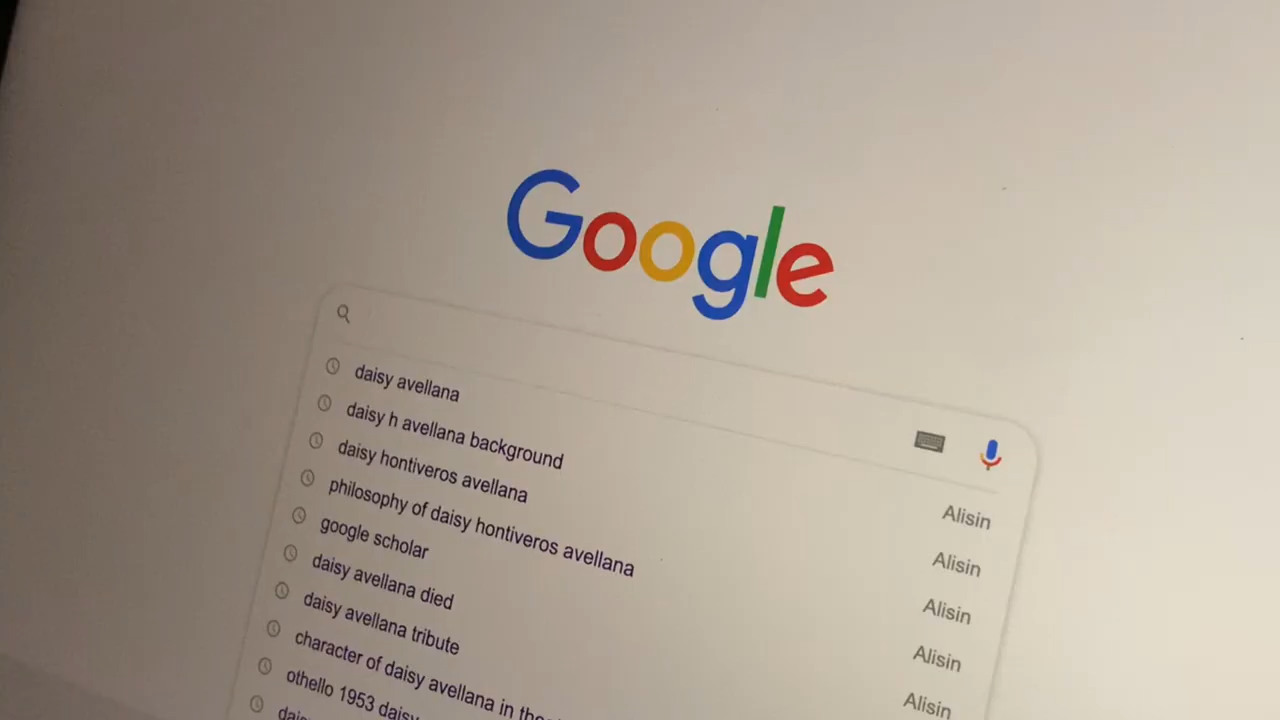 Google
daisy avellana
daisy h avellana background
daisy hontiveros avellana
Alisin
philosophy of daisy hontiveros avellana
Alisin
google scholar
Alisin
daisy avellana died
Alisin
daisy avellana tribute
Alisin
character of daisy avellana in
othello 1953 daisy